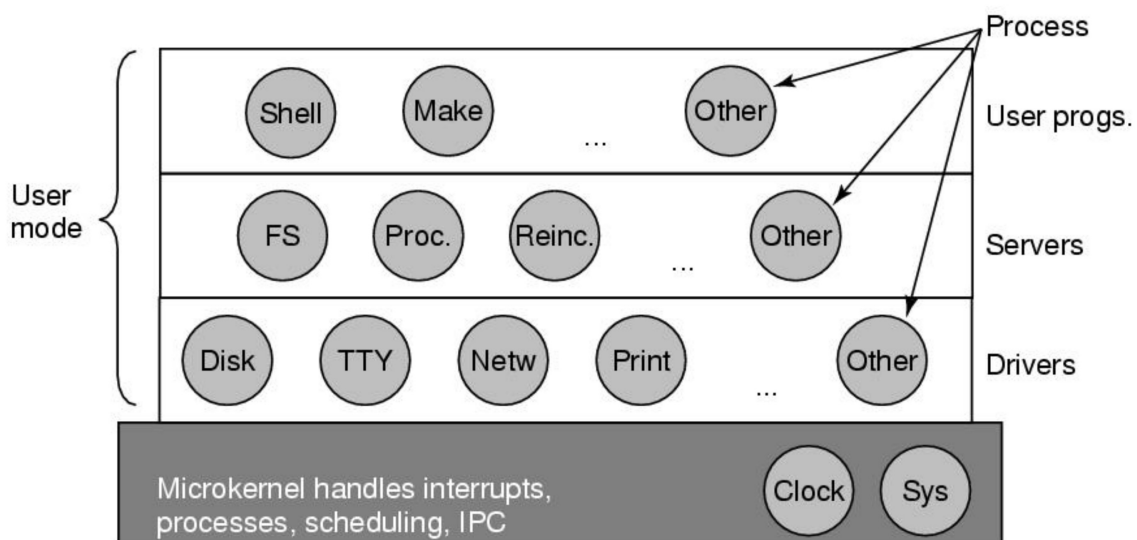 Process
Shell Make ... Other User progs.
User
mode
FS Proc. Reinc. ... Other Servers
Disk TTY Netw Print ... Other Drivers
Microkernel handles interrupts,
processes, scheduling, IPC
Clock Sys